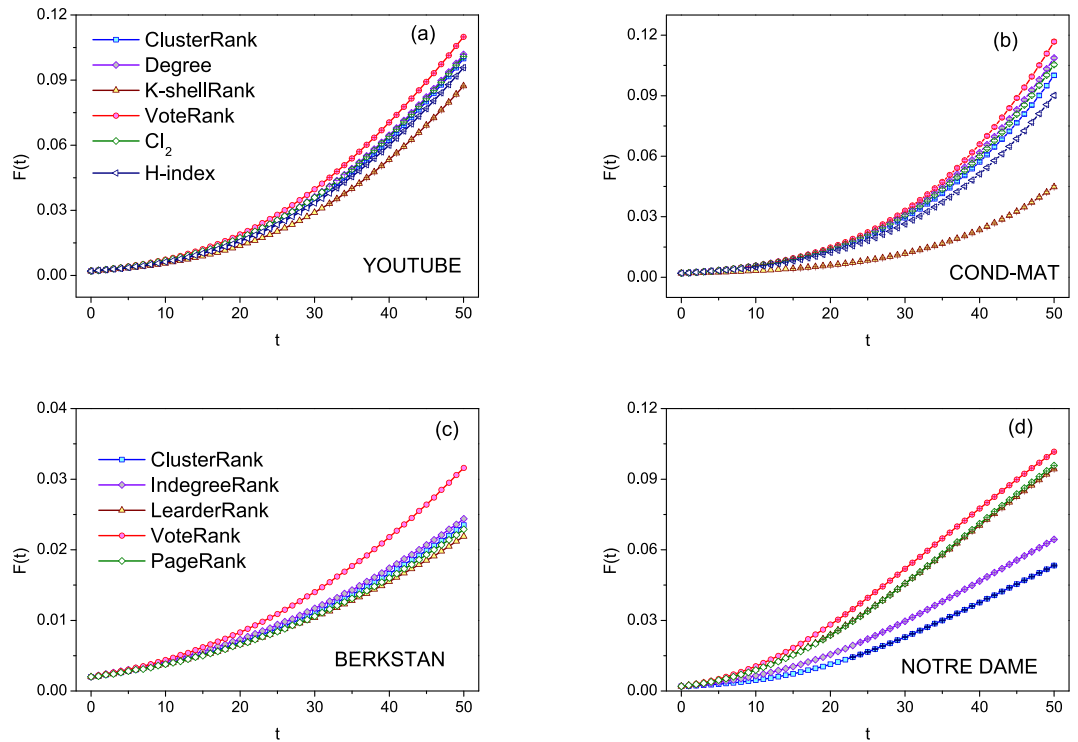 (a)
ClusterRank
Degree
K-shellRank
VoteRank
CI2
H-index
0.12
0.09
0.06
0.03
0.00
F(t)
YOUTUBE
0 10 20 30 40 50
t
(b)
0.12
0.09
0.06
0.03
0.00
F(t)
COND-MAT
0 10 20 30 40 50
t
(c)
ClusterRank
IndegreeRank
LearderRank
VoteRank
PageRank
0.04
0.03
0.02
0.01
0.00
F(t)
BERKSTAN
0 10 20 30 40 50
t
(d)
0.12
0.09
0.06
0.03
0.00
F(t)
NOTRE DAME
0 10 20 30 40 50
t